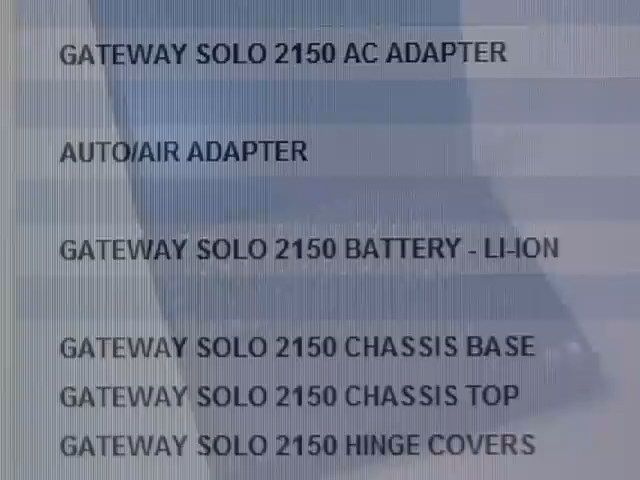 GATEWAY SOLO 2150 AC ADAPTER
AUTO/AIR ADAPTER
GATEWAY SOLO 2150 BATTERY - LI-ION
GATEWAY SOLO 2150 CHASSIS BASE
GATEWAY SOLO 2150 CHASSIS TOP
GATEWAY SOLO 2150 HINGE COVERS